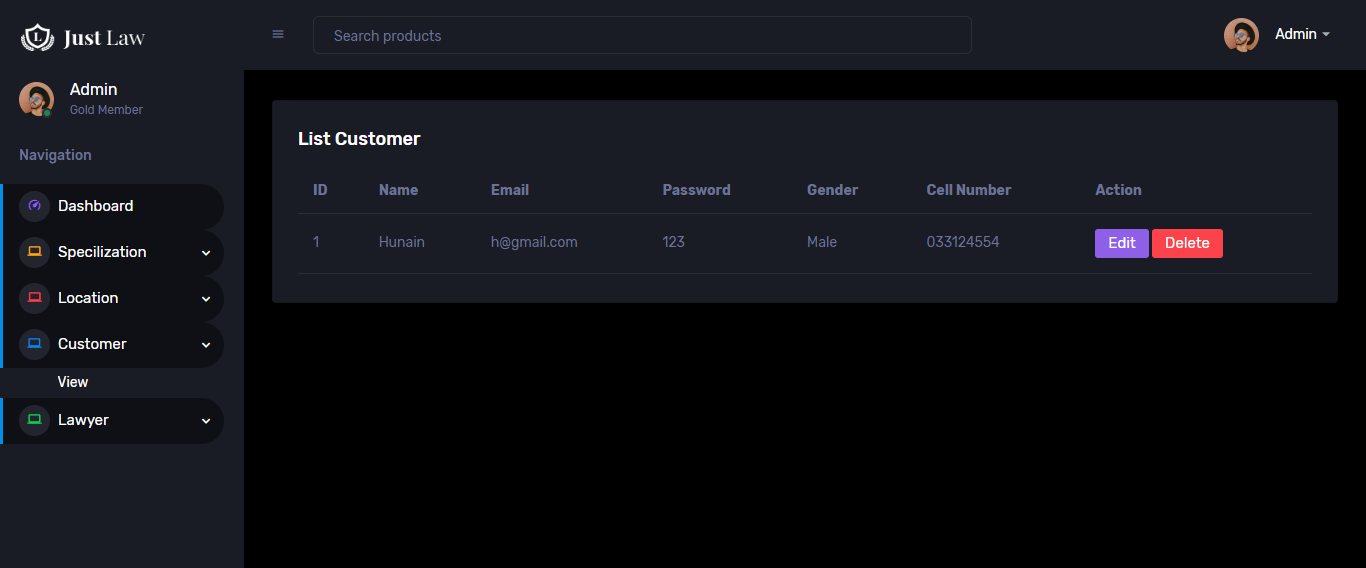 Just Law
Search products
Admin
Admin
Gold Member
Navigation
Dashboard
Specilization
Location
Customer
View
Lawyer
List Customer
ID Name Email Password Gender Cell Number Action
1 Hunain h@gmail.com 123 Male 033124554 Edit Delete